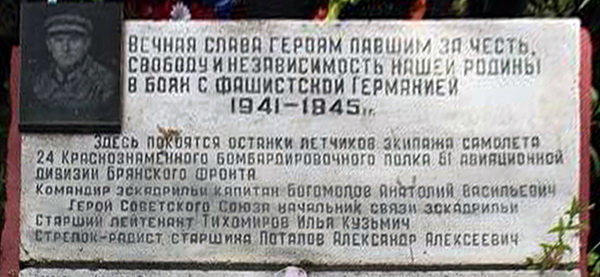 ВЕЧНАЯ СЛАВА ГЕРОЯМ ПАВШИМ ЗА ЧЕСТЬ,
СВОБОДУ И НЕЗАВИСИМОСТЬ НАШЕЙ РОДИНЫ
В БОЯХ С ФАШИСТСКОЙ ГЕРМАНИЕЙ
1941-1845гг.
ЗДЕСЬ ПОКОЯТСЯ ОСТАНКИ ЛЕТЧИКОВ ЭКИПАЖА САМОЛЕТА
24 КРАСНОЗНАМЕННОГО БОМБАРДИРОВОЧНОГО ПОЛКА 61 АВИАЦИОННОЙ
ДИВИЗИИ БРЯНСКОГО ФРОНТА
КОМАНДИР ЭСКАДРИЛЬИ КАПИТАН БОГОМОЛОВ АНАТОЛИЙ ВАСИЛЬЕВИЧ
ГЕРОЙ СОВЕТСКОГО СОЮЗА НАЧАЛЬНИК СВЯЗИ ЭСКАДРИЛЬИ
СТАРШИЙ ЛЕЙТЕНАНТ ТИХОМИРОВ ИЛЬЯ КУЗЬМИЧ
СТРЕЛОК-РАДИСТ СТАРШИНА ПОТАПОВ АЛЕКСАНДР АЛЕКСЕЕВИЧ